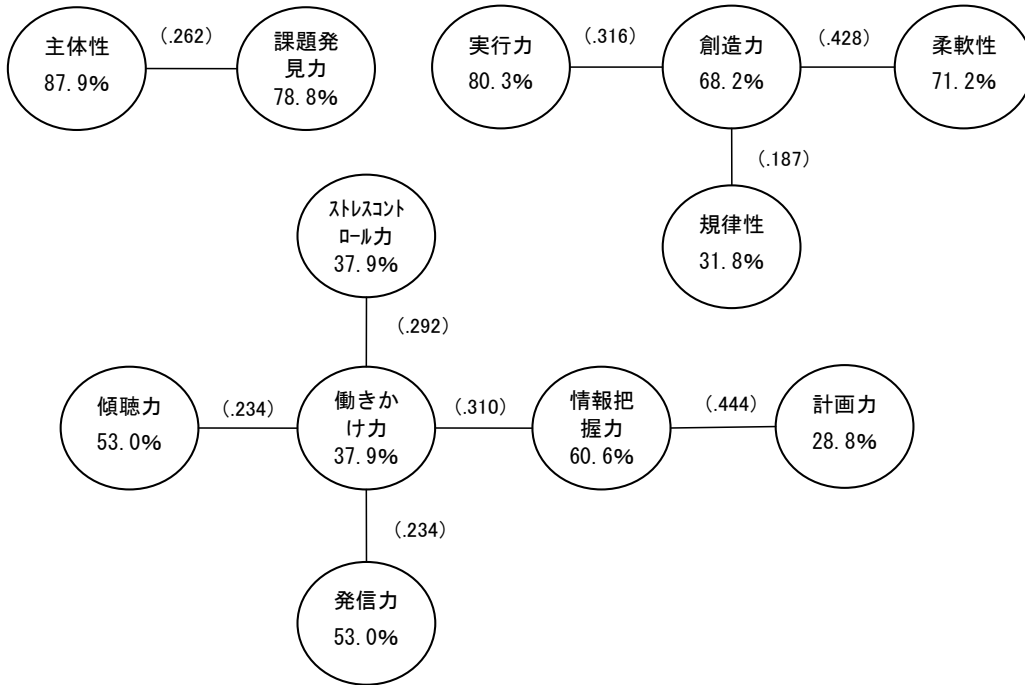 主体性
87.9%
（.262）
課題発
見力
78.8%
実行力
80.3%
（.316）
創造力
68.2%
（.428）
柔軟性
71.2%
（.187）
規律性
31.8%
ｽﾄﾚｽｺﾝﾄ
ﾛｰﾙ力
37.9%
（.292）
傾聴力
53.0%
（.234）
働きか
け力
37.9%
（.310）
情報把
握力
60.6%
（.444）
計画力
28.8%
（.234）
発信力
53.0%